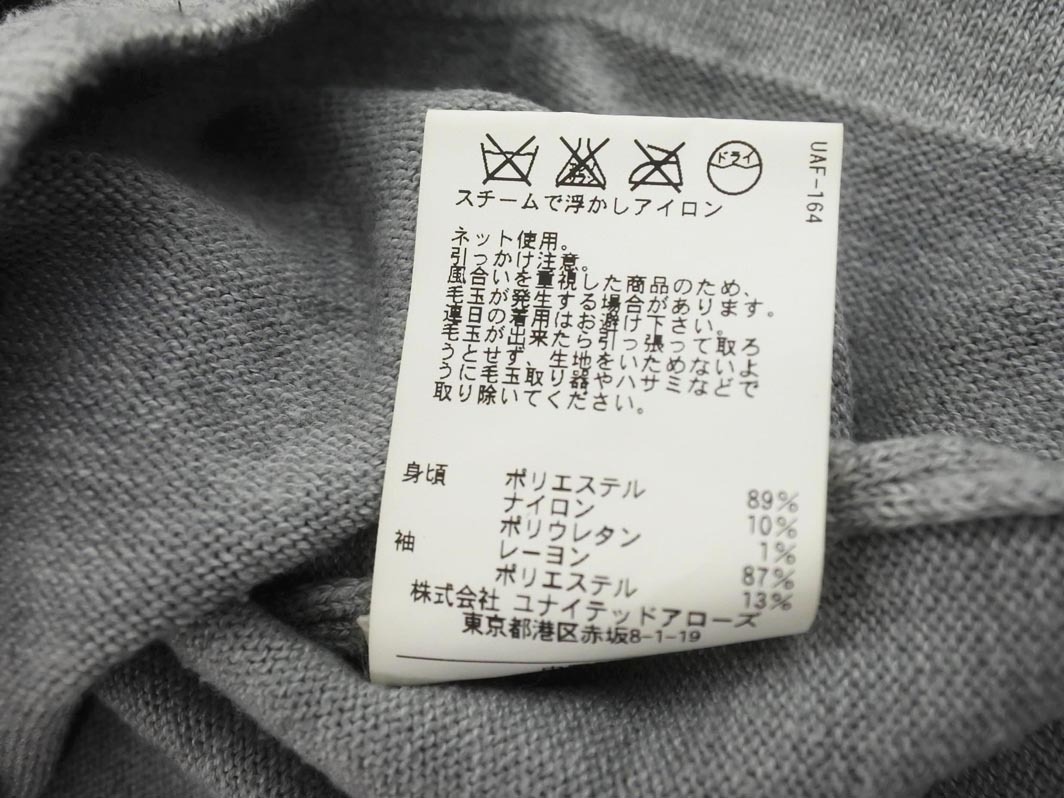 ドライ
UAF-164
スチームで浮かしアイロン
ネット使用。
引っかけ注意。
風合いを重視した商品のため、
毛玉が発生する場合があります。
連日の着用はお避け下さい。
毛玉が出来たら引っ張って取ろ
うとせず、生地をいためないよ
うに毛玉取り器やハサミなどで
取り除いてください。
身頃 ポリエステル 89%
ナイロン 10%
ポリウレタン 1%
袖 レーヨン 87%
ポリエステル 13%
株式会社 ユナイテッドアローズ
東京都港区赤坂8-1-19